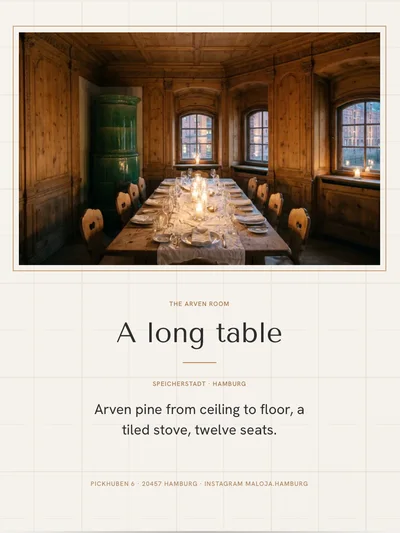 THE ARVEN ROOM
A long table
SPEICHERSTADT · HAMBURG
Arven pine from ceiling to floor, a
tiled stove, twelve seats.
PICKHUBEN 6 · 20457 HAMBURG · INSTAGRAM MALOJA.HAMBURG